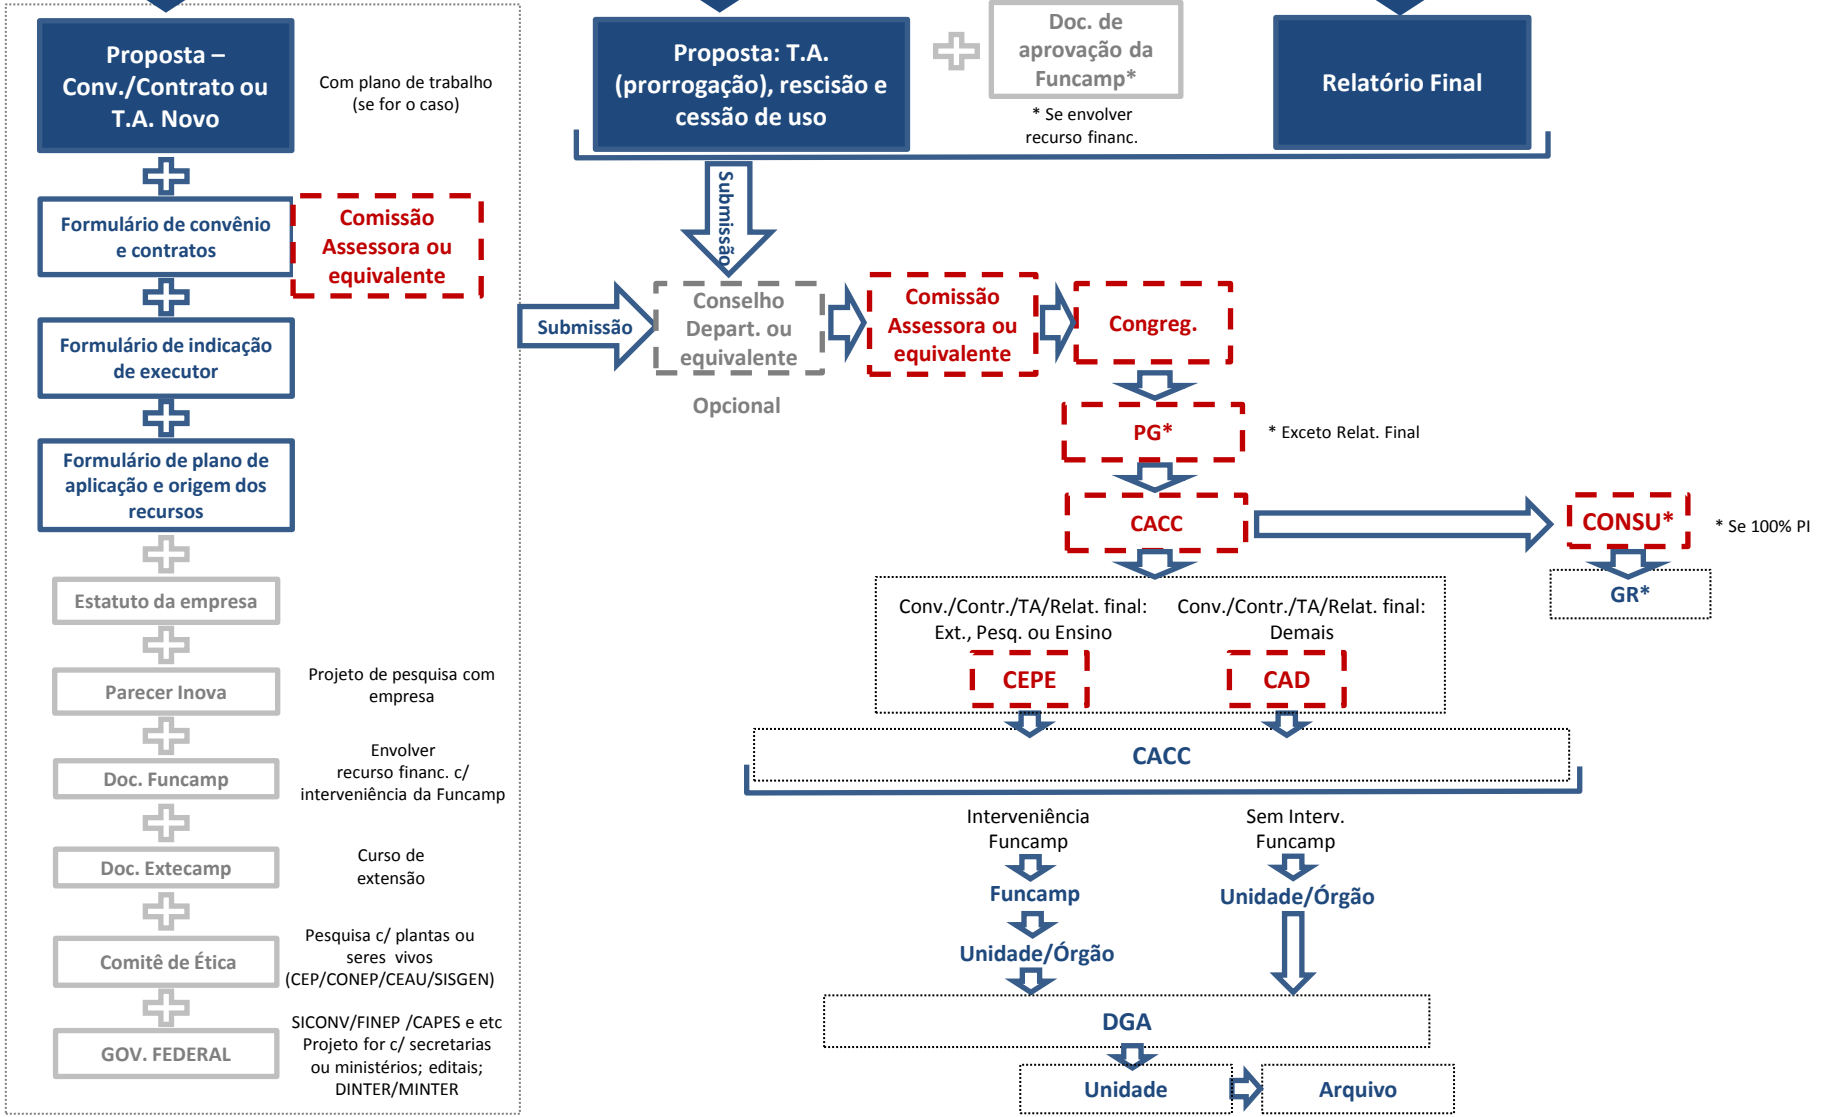 Proposta –
Conv./Contrato ou
T.A. Novo
Com plano de trabalho
(se for o caso)
Formulário de convênio
e contratos
Comissão
Assessora ou
equivalente
Formulário de indicação
de executor
Formulário de plano de
aplicação e origem dos
recursos
Estatuto da empresa
Parecer Inova
Projeto de pesquisa com
empresa
Doc. Funcamp
Envolver
recurso financ. c/
interveniência da Funcamp
Doc. Extecamp
Curso de
extensão
Comitê de Ética
Pesquisa c/ plantas ou
seres vivos
(CEP/CONEP/CEAU/SISGEN)
GOV. FEDERAL
SICONV/FINEP /CAPES e etc
Projeto for c/ secretarias
ou ministérios; editais;
DINTER/MINTER
Proposta: T.A.
(prorrogação), rescisão e
cessão de uso
Doc. de
aprovação da
Funcamp*
* Se envolver
recurso financ.
Relatório Final
Submissão
Submissão
Conselho
Depart. ou
equivalente
Opcional
Comissão
Assessora ou
equivalente
Congreg.
PG*
* Exceto Relat. Final
CACC
CONSU*
* Se 100% PI
GR*
Conv./Contr./TA/Relat. final:
Ext., Pesq. ou Ensino
CEPE
Conv./Contr./TA/Relat. final:
Demais
CAD
CACC
Interveniência
Funcamp
Funcamp
Unidade/Órgão
Sem Interv.
Funcamp
Unidade/Órgão
DGA
Unidade
Arquivo